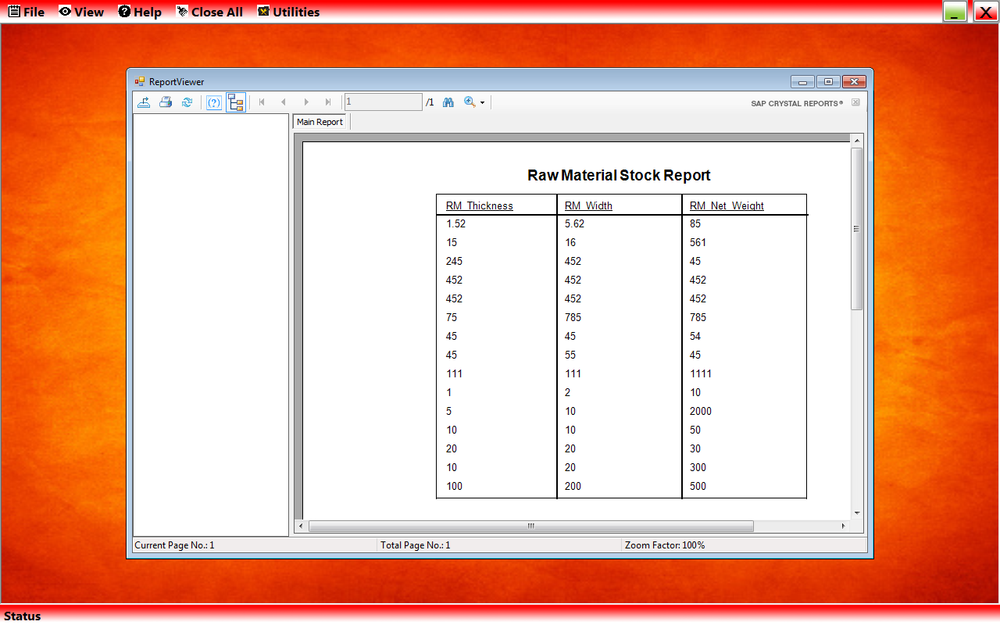 File View Help Close All Utilities
ReportViewer
1 /1 SAP CRYSTAL REPORTS®
Main Report
Raw Material Stock Report
RM_Thickness RM_Width RM_Net_Weight
1.52 5.62 85
15 16 561
245 452 45
452 452 452
452 452 452
75 785 785
45 45 54
45 55 45
111 111 1111
1 2 10
5 10 2000
10 10 50
20 20 30
10 20 300
100 200 500
Current Page No.: 1 Total Page No.: 1 Zoom Factor: 100%
Status